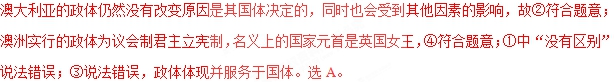 澳大利亚的政体仍然没有改变原因是其国体决定的，同时也会受到其他因素的影响，故②符合题意；
澳洲实行的政体为议会制君主立宪制，名义上的国家元首是英国女王，④符合题意；①中“没有区别”
说法错误；③说法错误，政体体现并服务于国体。选 A。